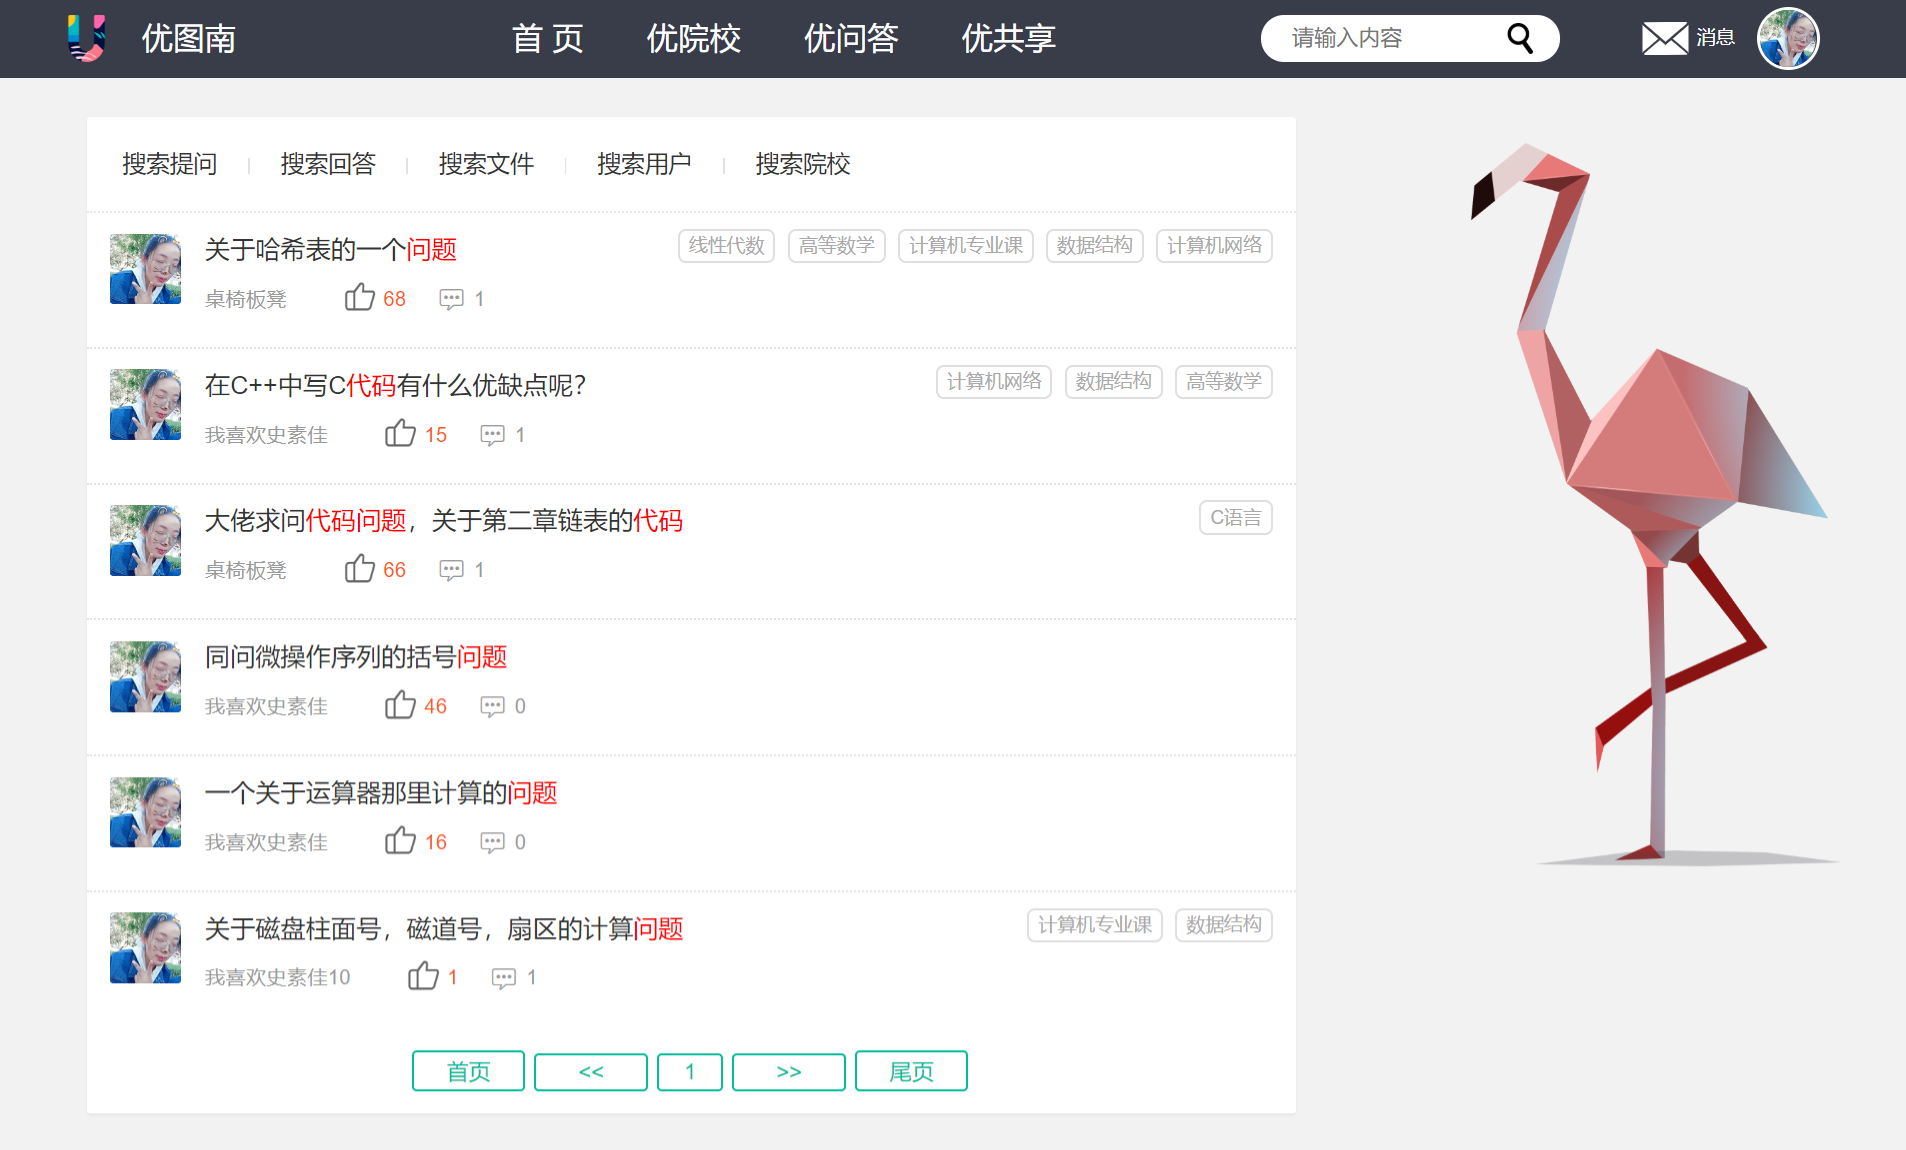 优图南 首 页 优院校 优问答 优共享 请输入内容 消息
搜索提问 搜索回答 搜索文件 搜索用户 搜索院校
关于哈希表的一个问题 线性代数 高等数学 计算机专业课 数据结构 计算机网络
桌椅板凳 68 1
在C++中写C代码有什么优缺点呢? 计算机网络 数据结构 高等数学
我喜欢史素佳 15 1
大佬求问代码问题，关于第二章链表的代码 C语言
桌椅板凳 66 1
同问微操作序列的括号问题
我喜欢史素佳 46 0
一个关于运算器那里计算的问题
我喜欢史素佳 16 0
关于磁盘柱面号，磁道号，扇区的计算问题 计算机专业课 数据结构
我喜欢史素佳10 1 1
首页 << 1 >> 尾页